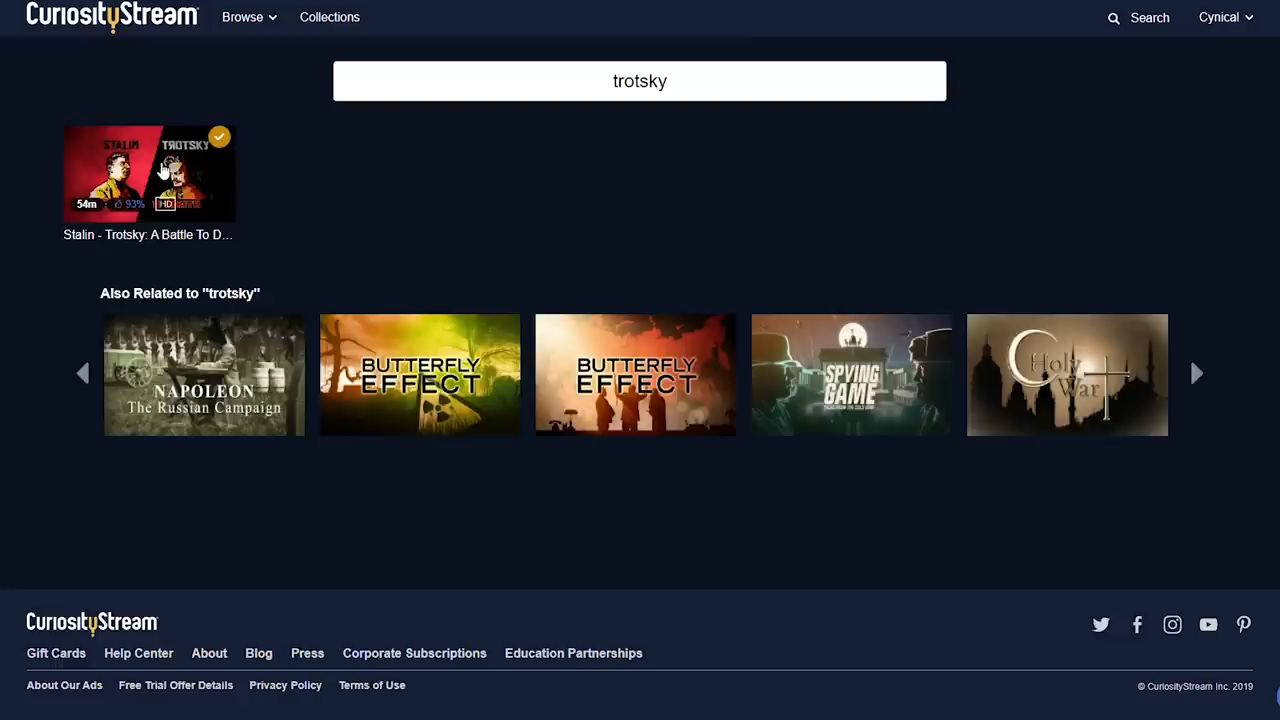 CuriosityStream
Browse
Collections
Search
Cynical
trotsky
STALIN
TROTSKY
54m
93%
HD
Stalin - Trotsky: A Battle To D...
Also Related to "trotsky"
NAPOLEON
The Russian Campaign
BUTTERFLY
EFFECT
BUTTERFLY
EFFECT
SPYING
GAME
Holy
War
CuriosityStream
Gift Cards
Help Center
About
Blog
Press
Corporate Subscriptions
Education Partnerships
About Our Ads
Free Trial Offer Details
Privacy Policy
Terms of Use
© CuriosityStream Inc. 2019